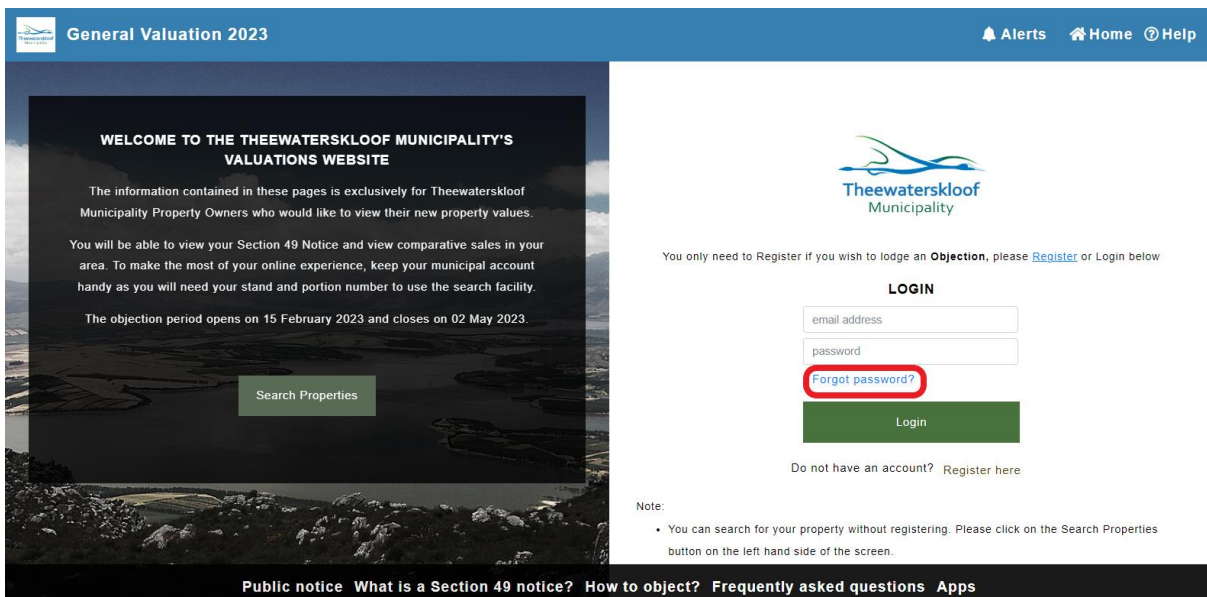 General Valuation 2023
Alerts Home Help
WELCOME TO THE THEEWATERSKLOOF MUNICIPALITY'S
VALUATIONS WEBSITE
The information contained in these pages is exclusively for Theewaterskloof
Municipality Property Owners who would like to view their new property values.
You will be able to view your Section 49 Notice and view comparative sales in your
area. To make the most of your online experience, keep your municipal account
handy as you will need your stand and portion number to use the search facility.
The objection period opens on 15 February 2023 and closes on 02 May 2023.
Search Properties
Theewaterskloof
Municipality
You only need to Register if you wish to lodge an Objection, please Register or Login below
LOGIN
email address
password
Forgot password?
Login
Do not have an account? Register here
Note:
• You can search for your property without registering. Please click on the Search Properties
button on the left hand side of the screen.
Public notice What is a Section 49 notice? How to object? Frequently asked questions Apps